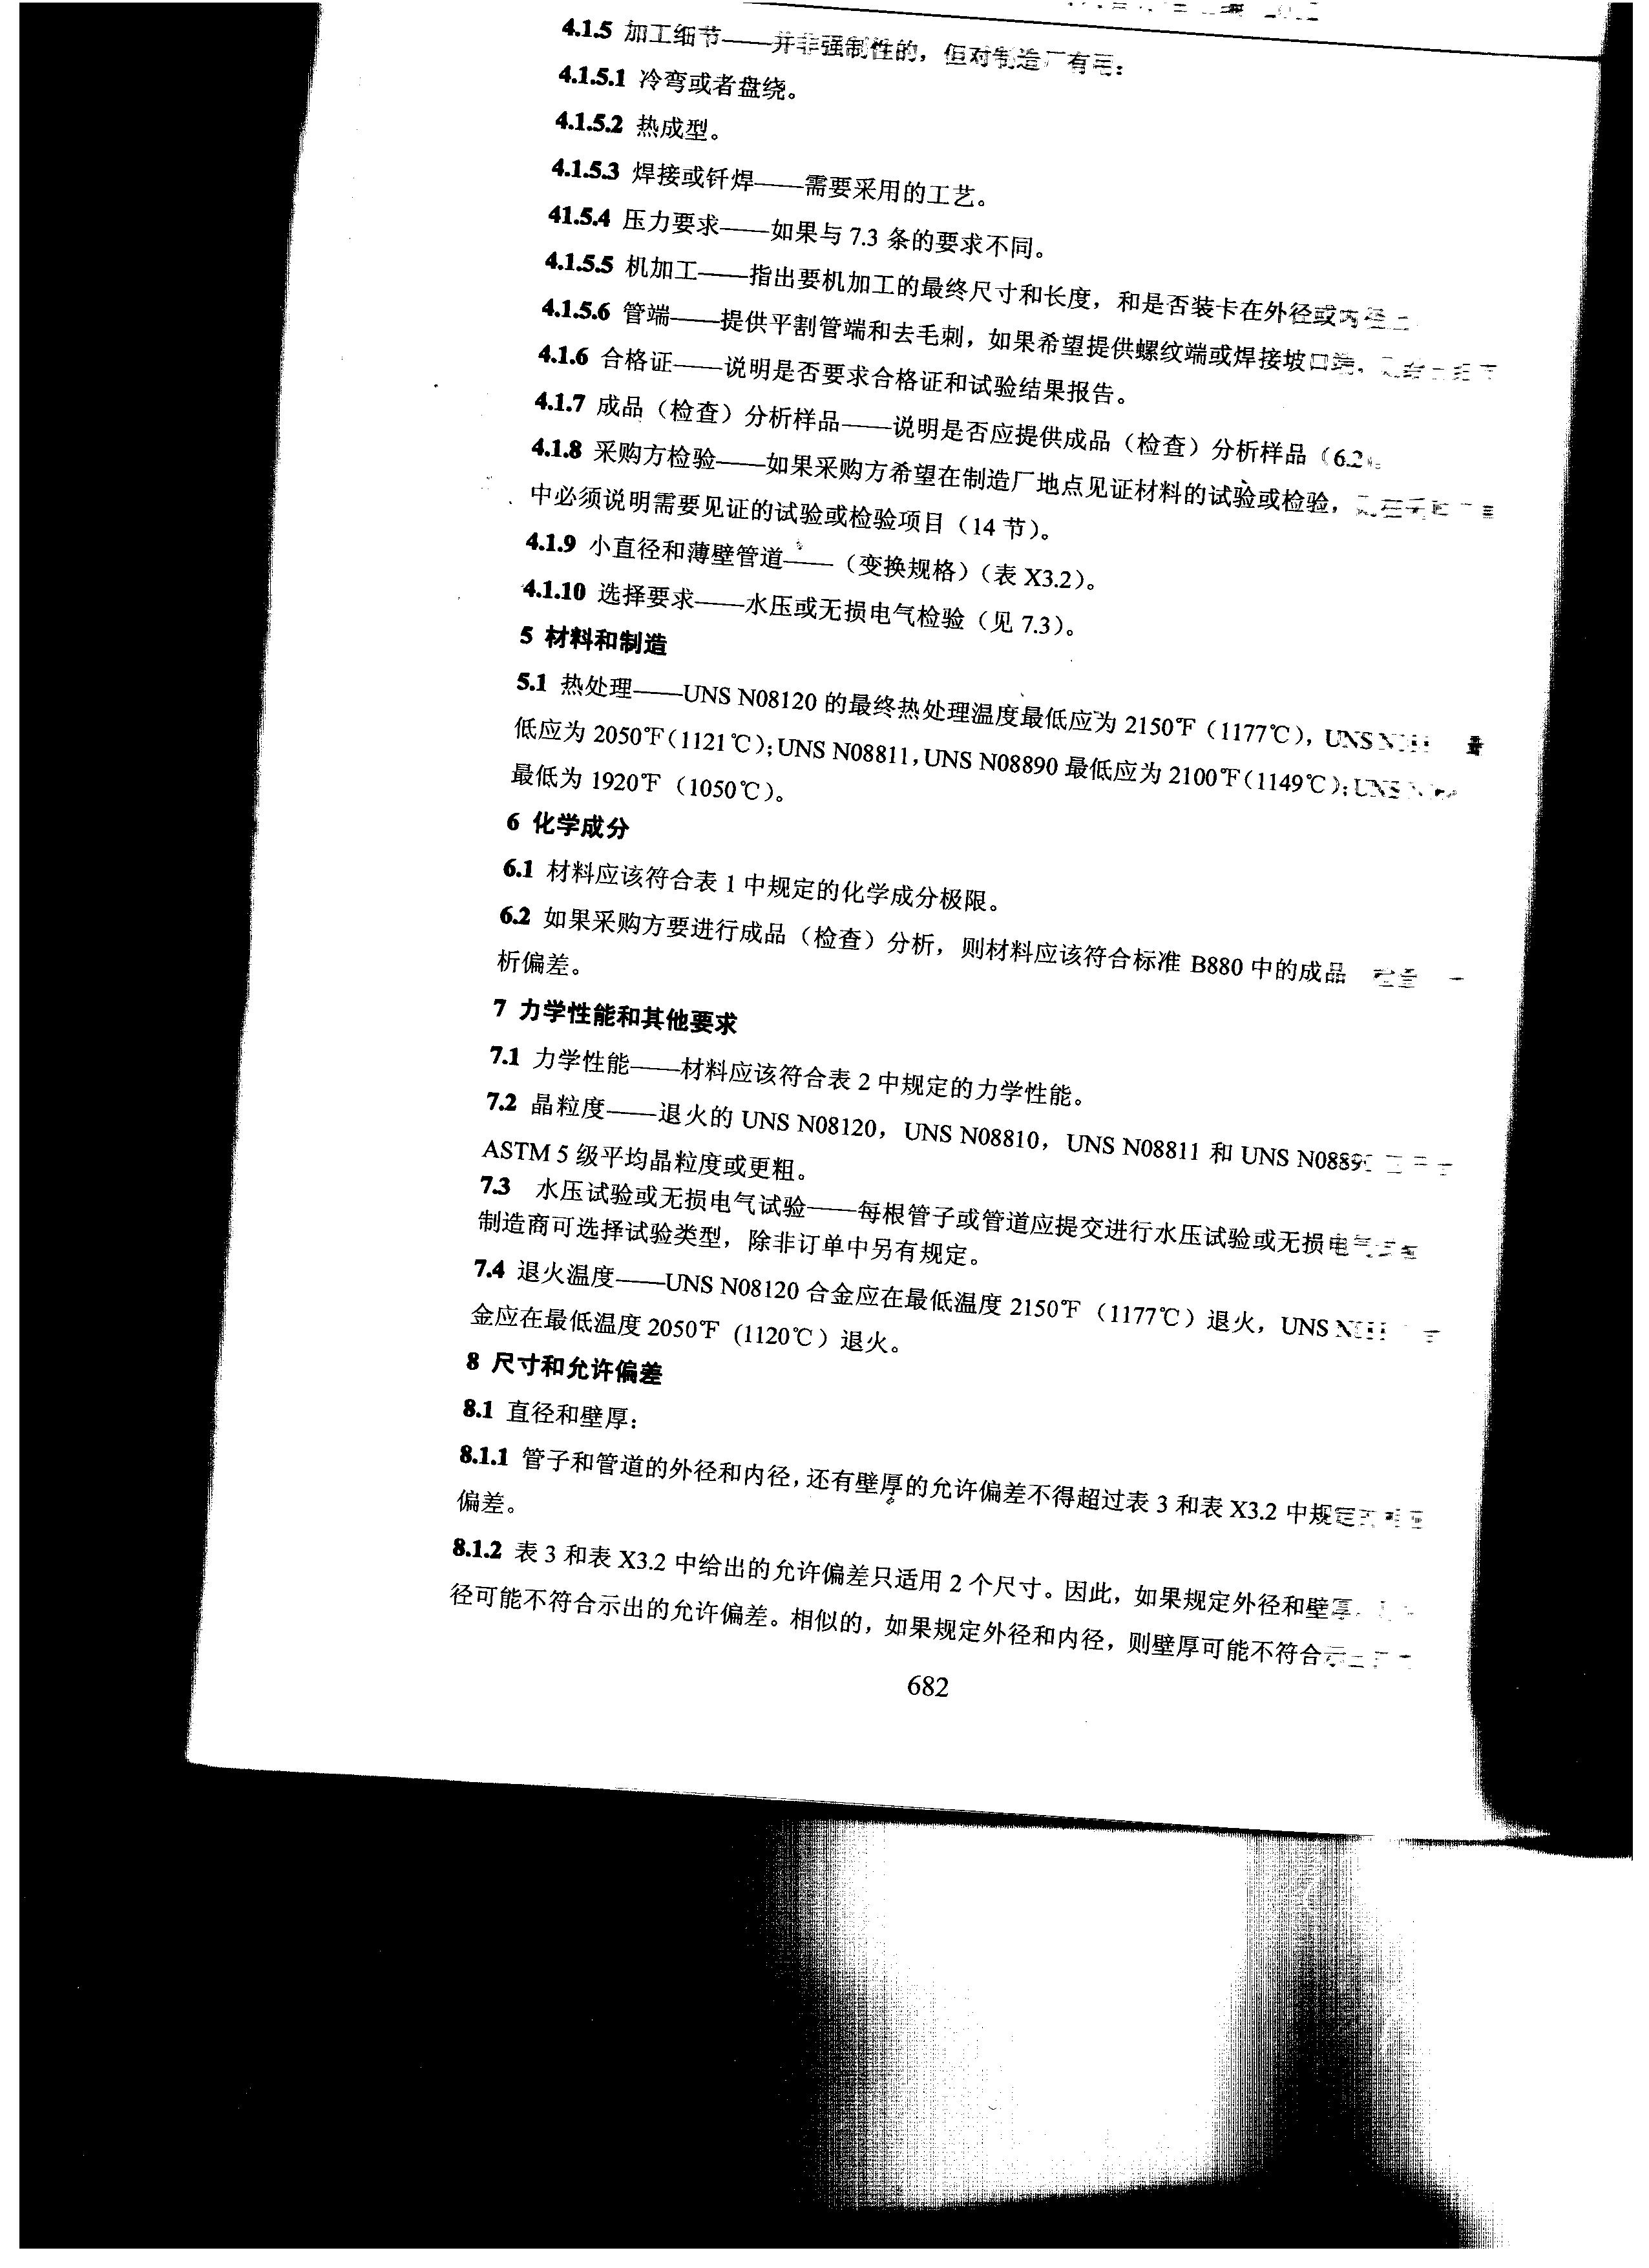 4.1.5 加工细节——并非强制性的，但对制造厂有用：
4.1.5.1 冷弯或者盘绕。
4.1.5.2 热成型。
4.1.5.3 焊接或钎焊——需要采用的工艺。
41.5.4 压力要求——如果与 7.3 条的要求不同。
4.1.5.5 机加工——指出要机加工的最终尺寸和长度，和是否装卡在外径或内径上
4.1.5.6 管端——提供平割管端和去毛刺，如果希望提供螺纹端或焊接坡口端，
4.1.6 合格证——说明是否要求合格证和试验结果报告。
4.1.7 成品（检查）分析样品——说明是否应提供成品（检查）分析样品（6.2
4.1.8 采购方检验——如果采购方希望在制造厂地点见证材料的试验或检验，
中必须说明需要见证的试验或检验项目（14 节）。
4.1.9 小直径和薄壁管道——（变换规格）（表 X3.2）。
4.1.10 选择要求——水压或无损电气检验（见 7.3）。
5 材料和制造
5.1 热处理——UNS N08120 的最终热处理温度最低应为 2150℉（1177℃），UNS
低应为 2050℉（1121℃）；UNS N08811，UNS N08890 最低应为 2100℉（1149℃）；UNS
最低为 1920℉（1050℃）。
6 化学成分
6.1 材料应该符合表 1 中规定的化学成分极限。
6.2 如果采购方要进行成品（检查）分析，则材料应该符合标准 B880 中的成品
析偏差。
7 力学性能和其他要求
7.1 力学性能——材料应该符合表 2 中规定的力学性能。
7.2 晶粒度——退火的 UNS N08120，UNS N08810，UNS N08811 和 UNS
ASTM 5 级平均晶粒度或更粗。
7.3 水压试验或无损电气试验——每根管子或管道应提交进行水压试验或无损电气
制造商可选择试验类型，除非订单中另有规定。
7.4 退火温度——UNS N08120 合金应在最低温度 2150℉（1177℃）退火，UNS
金应在最低温度 2050℉ (1120℃）退火。
8 尺寸和允许偏差
8.1 直径和壁厚：
8.1.1 管子和管道的外径和内径，还有壁厚的允许偏差不得超过表 3 和表 X3.2 中规定
偏差。
8.1.2 表 3 和表 X3.2 中给出的允许偏差只适用 2 个尺寸。因此，如果规定外径和壁厚，
径可能不符合示出的允许偏差。相似的，如果规定外径和内径，则壁厚可能不符合示
682